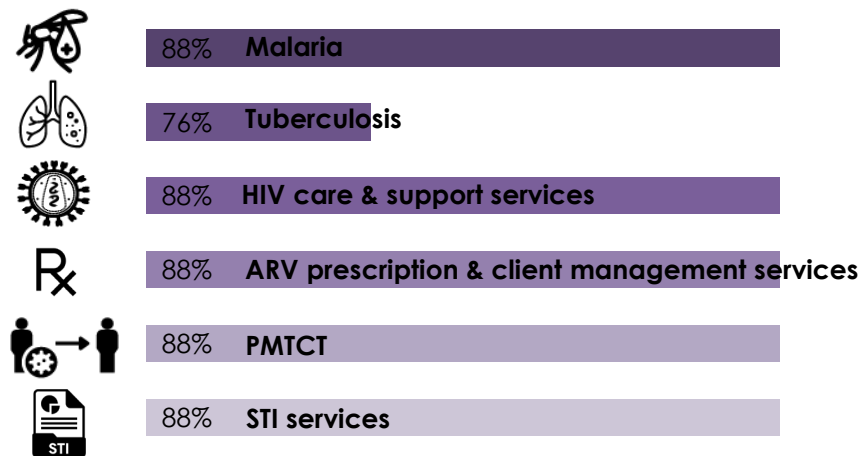 88% Malaria
76% Tuberculosis
88% HIV care & support services
88% ARV prescription & client management services
88% PMTCT
88% STI services
STI